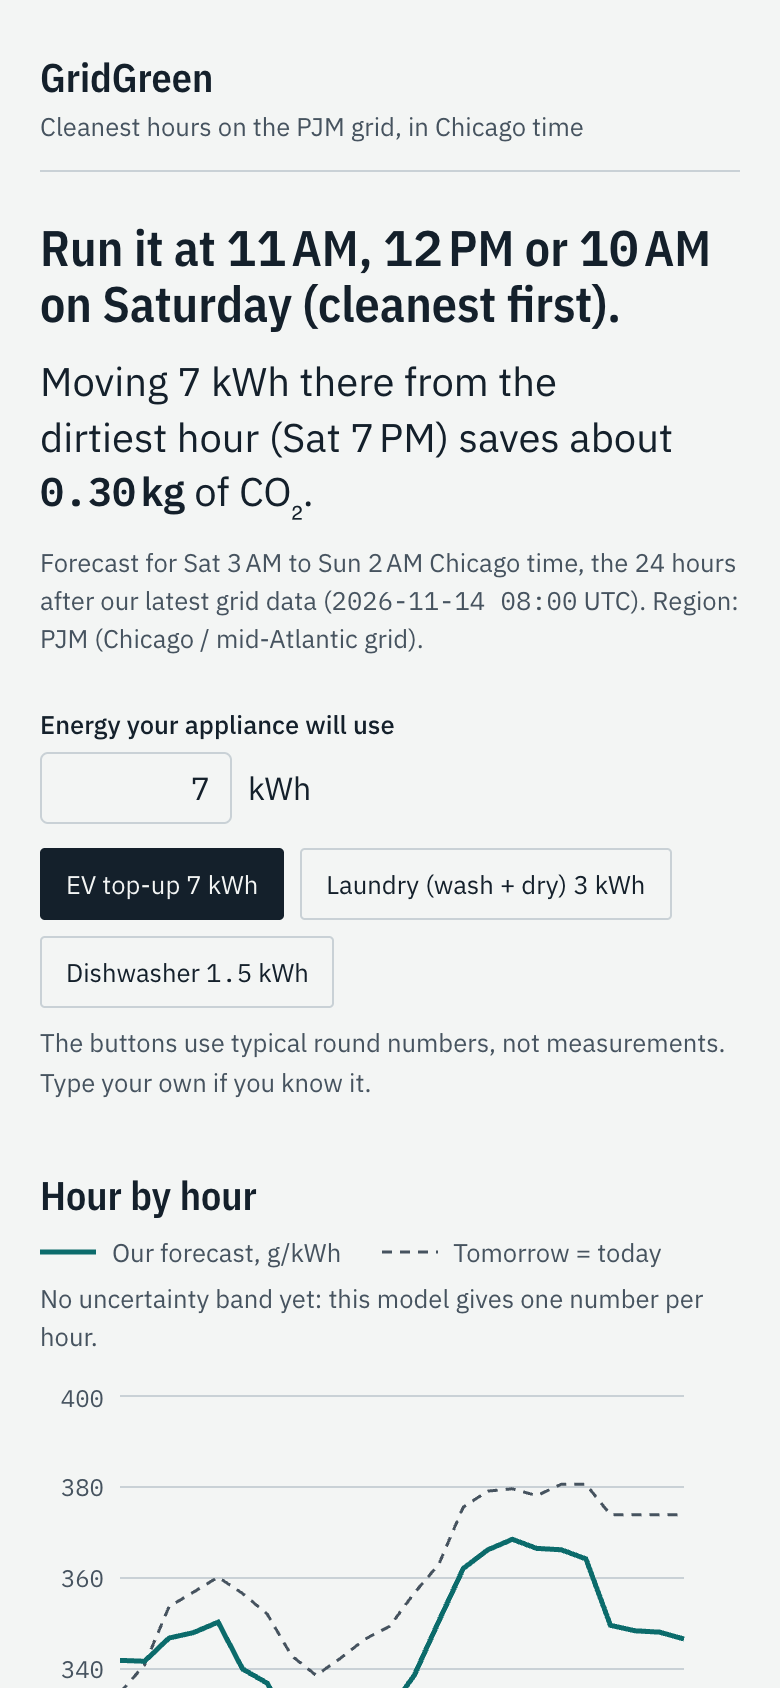 GridGreen
Cleanest hours on the PJM grid, in Chicago time
Run it at 11 AM, 12 PM or 10 AM
on Saturday (cleanest first).
Moving 7 kWh there from the
dirtiest hour (Sat 7 PM) saves about
0.30 kg of CO₂.
Forecast for Sat 3 AM to Sun 2 AM Chicago time, the 24 hours
after our latest grid data (2026-11-14 08:00 UTC). Region:
PJM (Chicago / mid-Atlantic grid).
Energy your appliance will use
7 kWh
EV top-up 7 kWh
Laundry (wash + dry) 3 kWh
Dishwasher 1.5 kWh
The buttons use typical round numbers, not measurements.
Type your own if you know it.
Hour by hour
Our forecast, g/kWh
Tomorrow = today
No uncertainty band yet: this model gives one number per
hour.
400
380
360
340